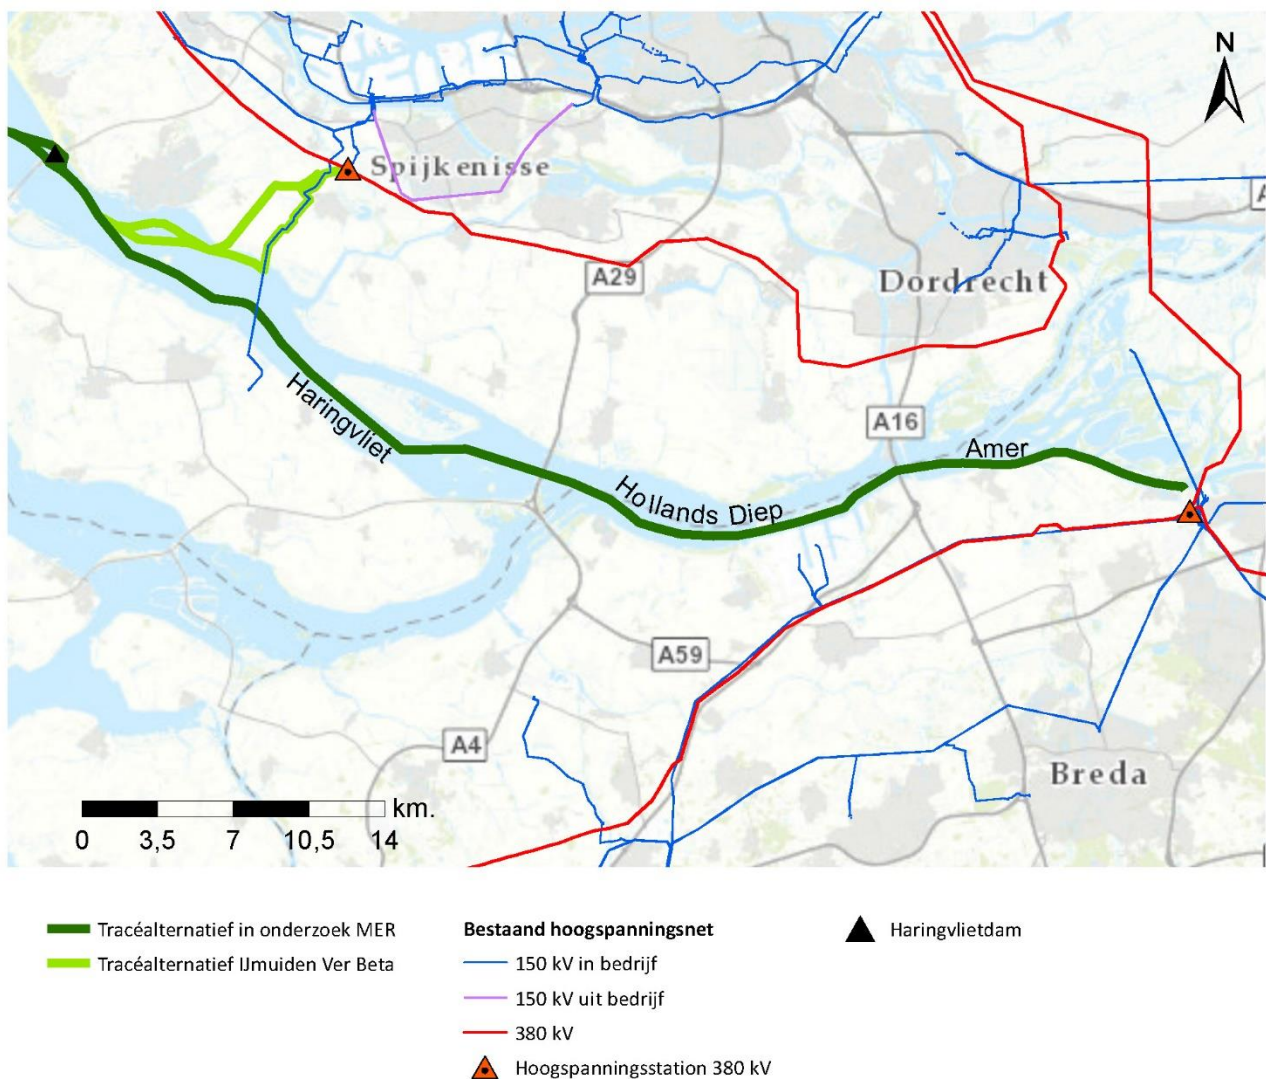 N
Spijkenisse
A
A29
Dordrecht
Haringvliet
A16
Amer
Hollands Diep
A59
A4
Breda
km.
0 3,5 7 10,5 14
Tracéalternatief in onderzoek MER
Tracéalternatief IJmuiden Ver Beta
Bestaand hoogspanningsnet
150 kV in bedrijf
150 kV uit bedrijf
380 kV
Hoogspanningsstation 380 kV
Haringvlietdam